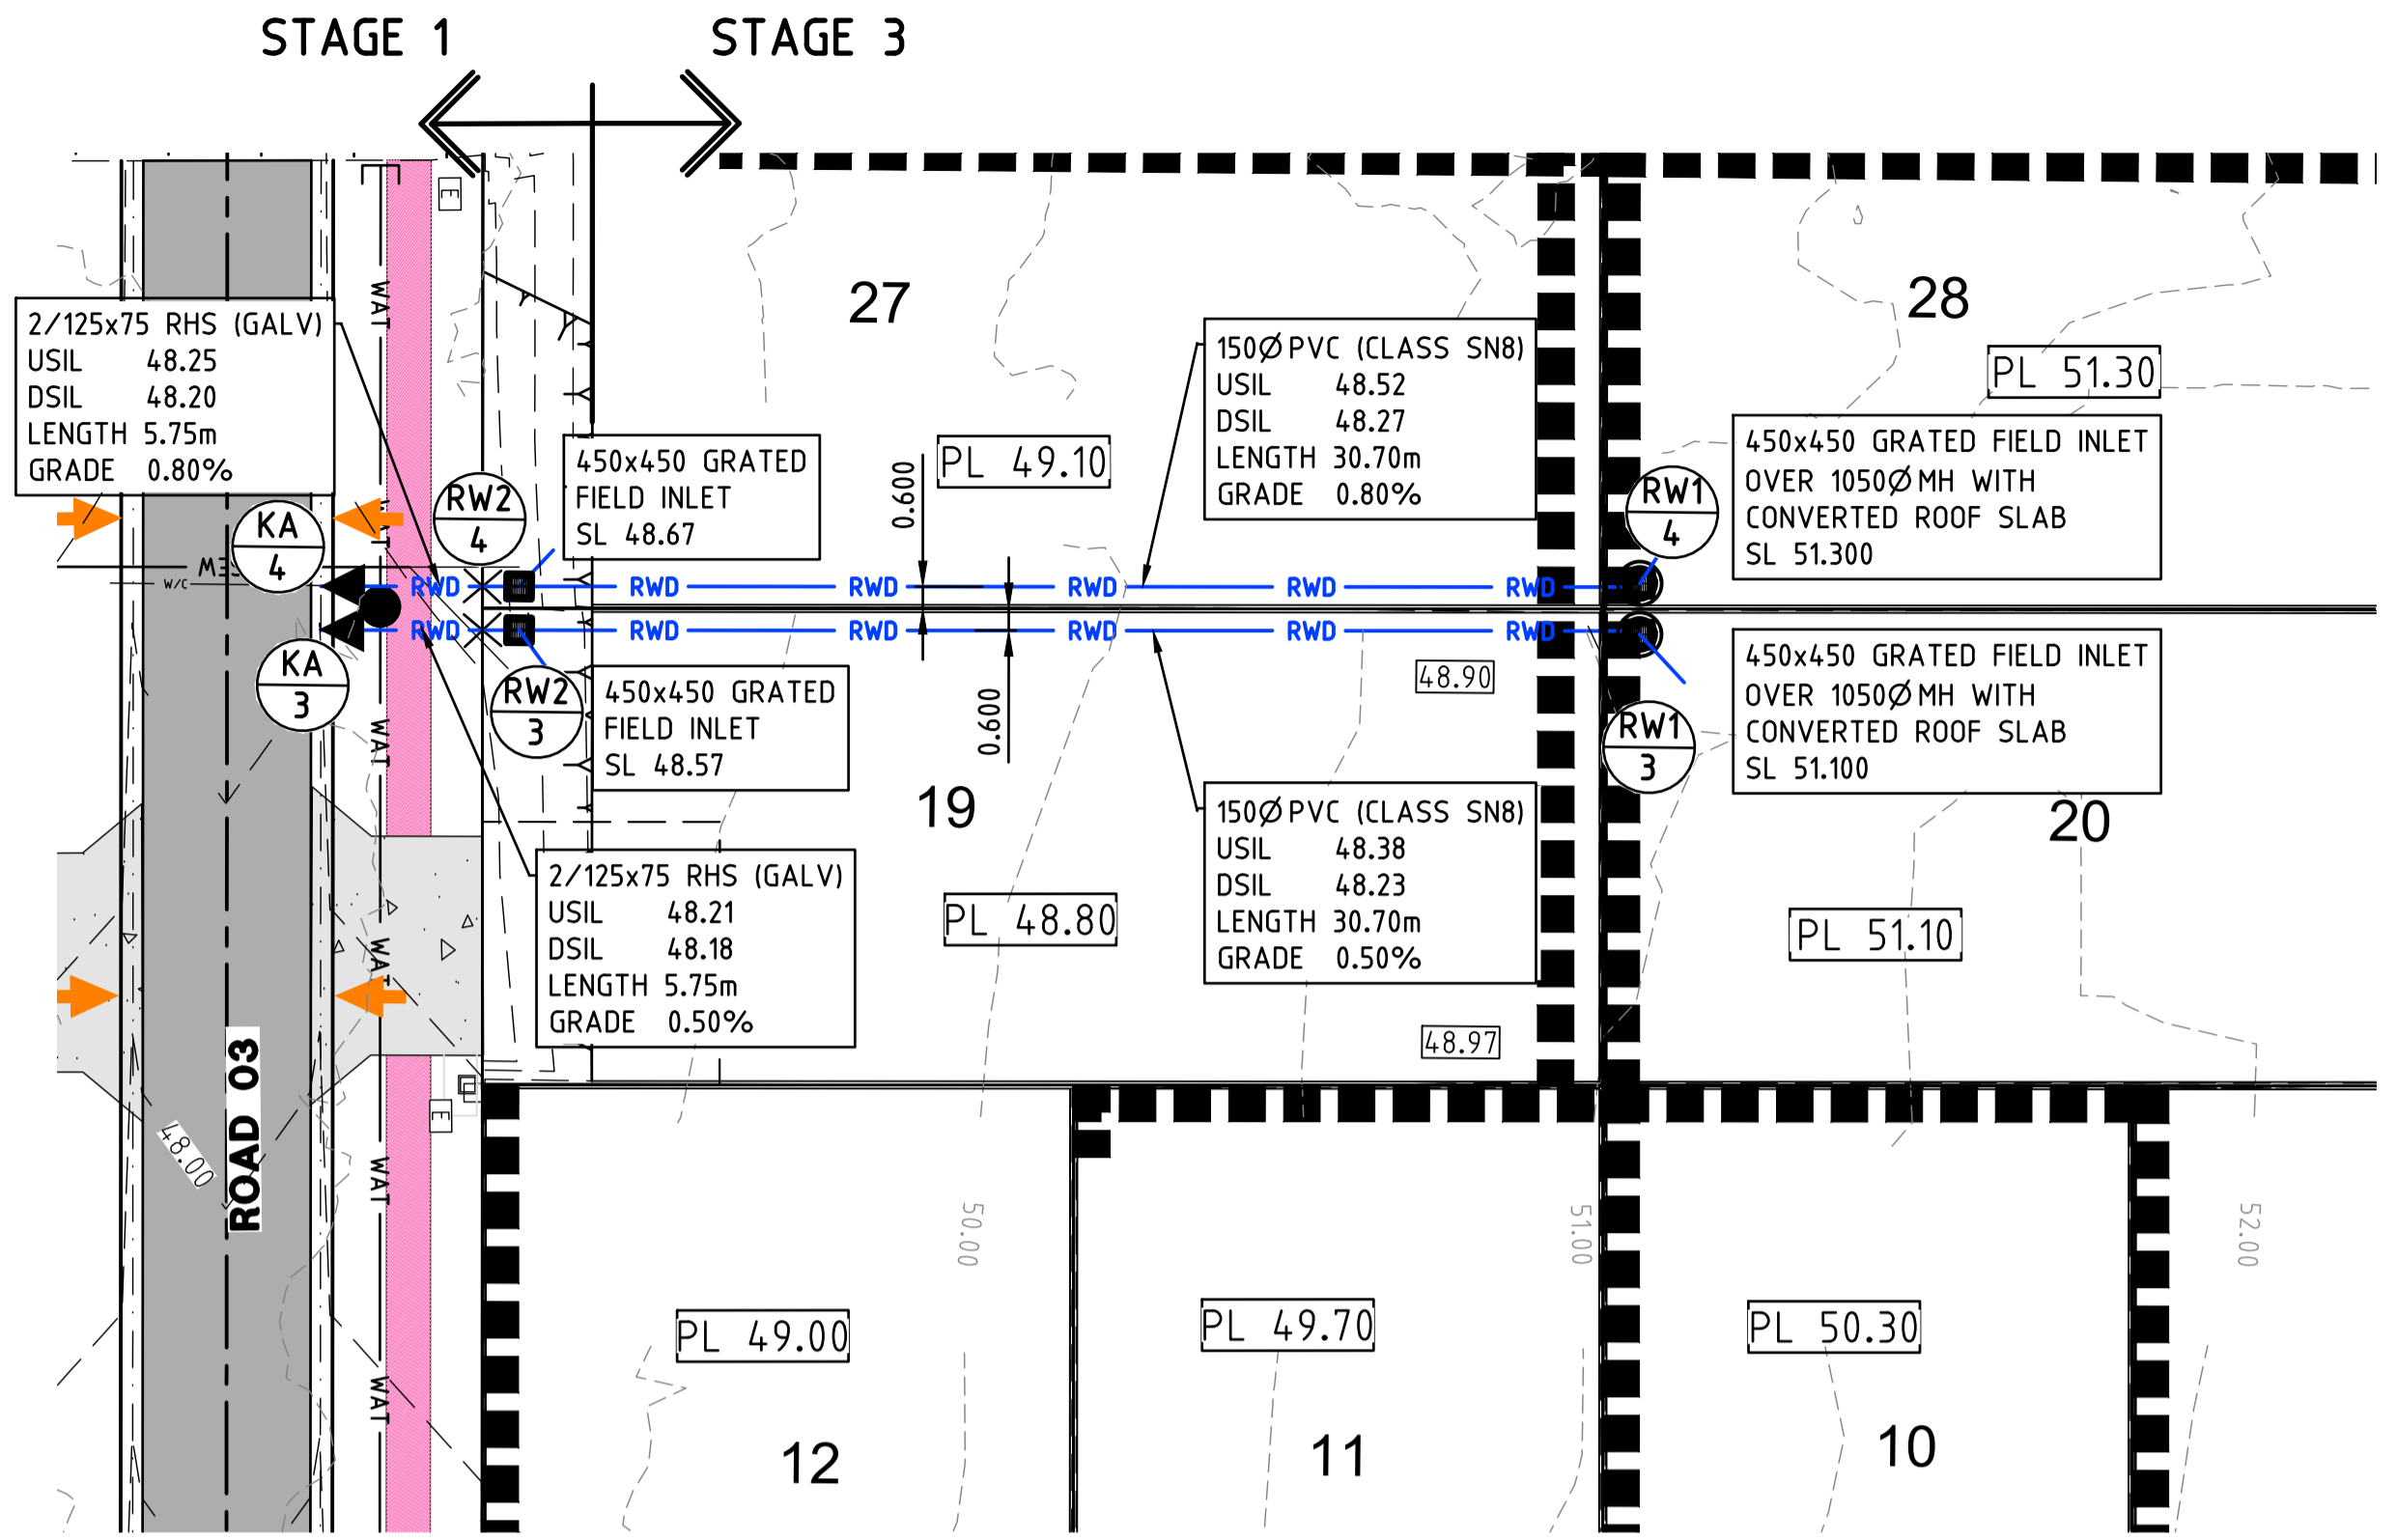 STAGE 1
STAGE 3
E
WAT
27
28
2/125x75 RHS (GALV)
USIL 48.25
DSIL 48.20
LENGTH 5.75m
GRADE 0.80%
150Ø PVC (CLASS SN8)
USIL 48.52
DSIL 48.27
LENGTH 30.70m
GRADE 0.80%
PL 51.30
450x450 GRATED FIELD INLET
OVER 1050Ø MH WITH
CONVERTED ROOF SLAB
SL 51.300
450x450 GRATED
FIELD INLET
SL 48.67
PL 49.10
0.600
RW2
4
RW1
4
KA
4
W/C
RWD RWD RWD RWD RWD RWD
RWD RWD RWD RWD RWD RWD
KA
3
RW2
3
450x450 GRATED
FIELD INLET
SL 48.57
0.900
48.90
RW1
3
450x450 GRATED FIELD INLET
OVER 1050Ø MH WITH
CONVERTED ROOF SLAB
SL 51.100
WAT
19
20
150Ø PVC (CLASS SN8)
USIL 48.38
DSIL 48.23
LENGTH 30.70m
GRADE 0.50%
2/125x75 RHS (GALV)
USIL 48.21
DSIL 48.18
LENGTH 5.75m
GRADE 0.50%
PL 48.80
PL 51.10
WAT
48.97
ROAD 03
E
48.00
WAT
50.00
51.00
52.00
PL 49.00
PL 49.70
PL 50.30
WAT
12
11
10